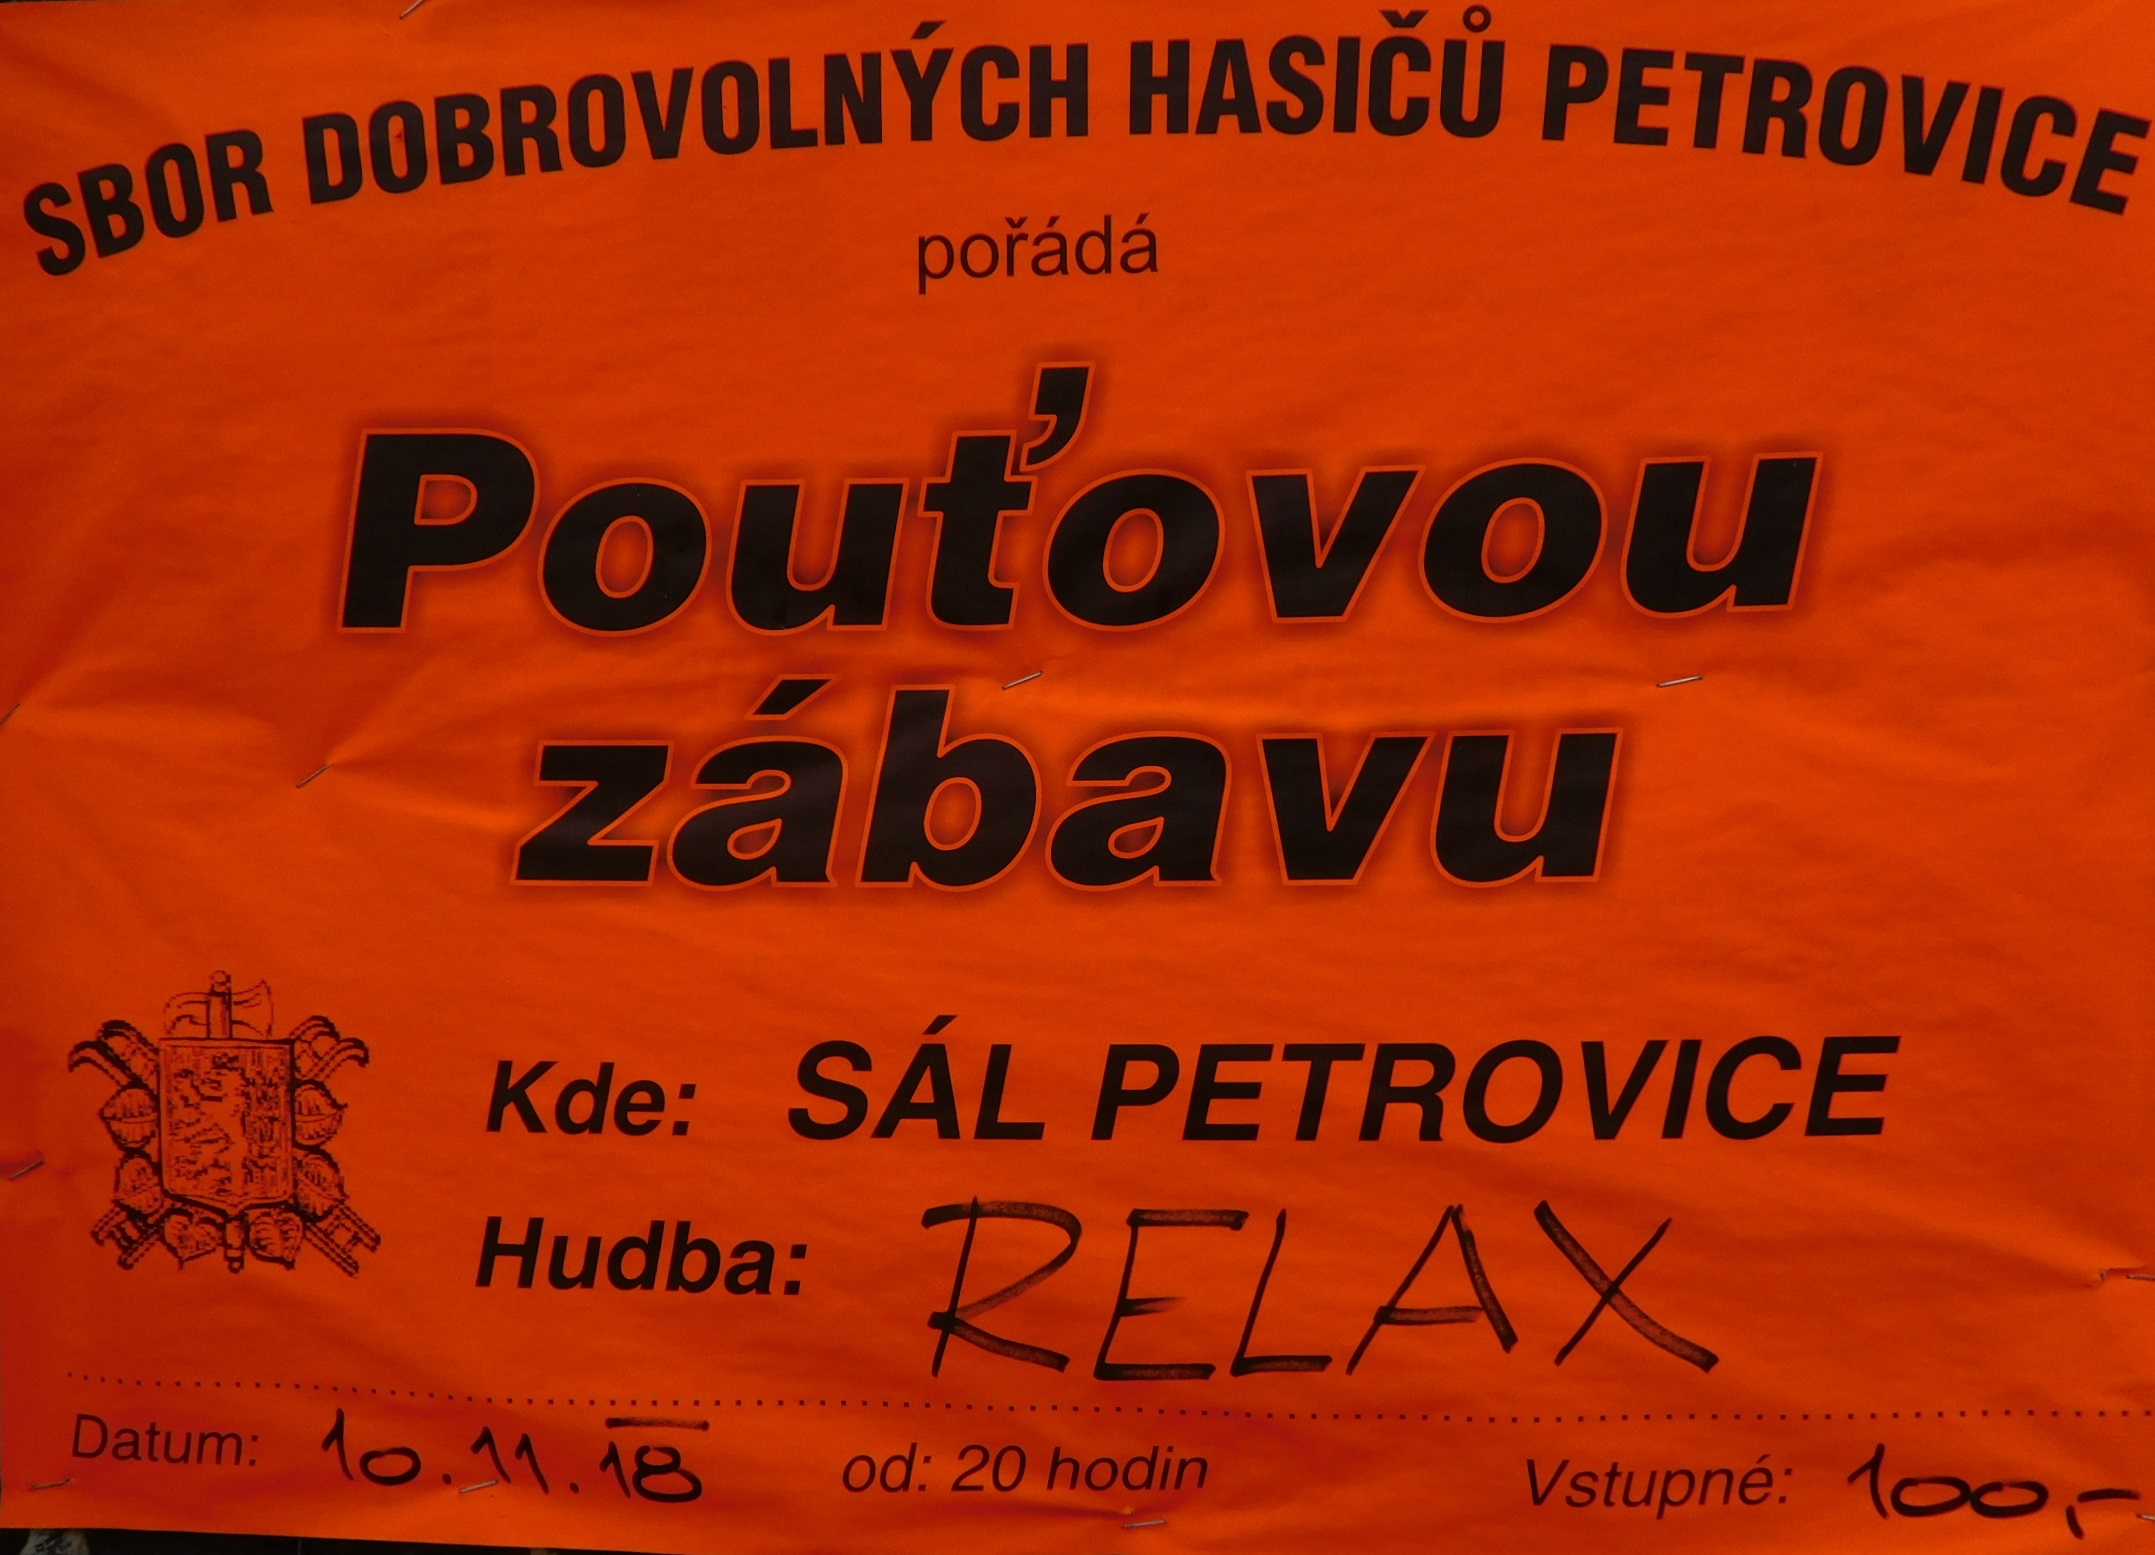 SBOR DOBROVOLNÝCH HASIČŮ PETROVICE
pořádá
Pouťovou
zábavu
Kde: SÁL PETROVICE
Hudba: RELAX
Datum: 10.11.18 od: 20 hodin Vstupné: 100,-